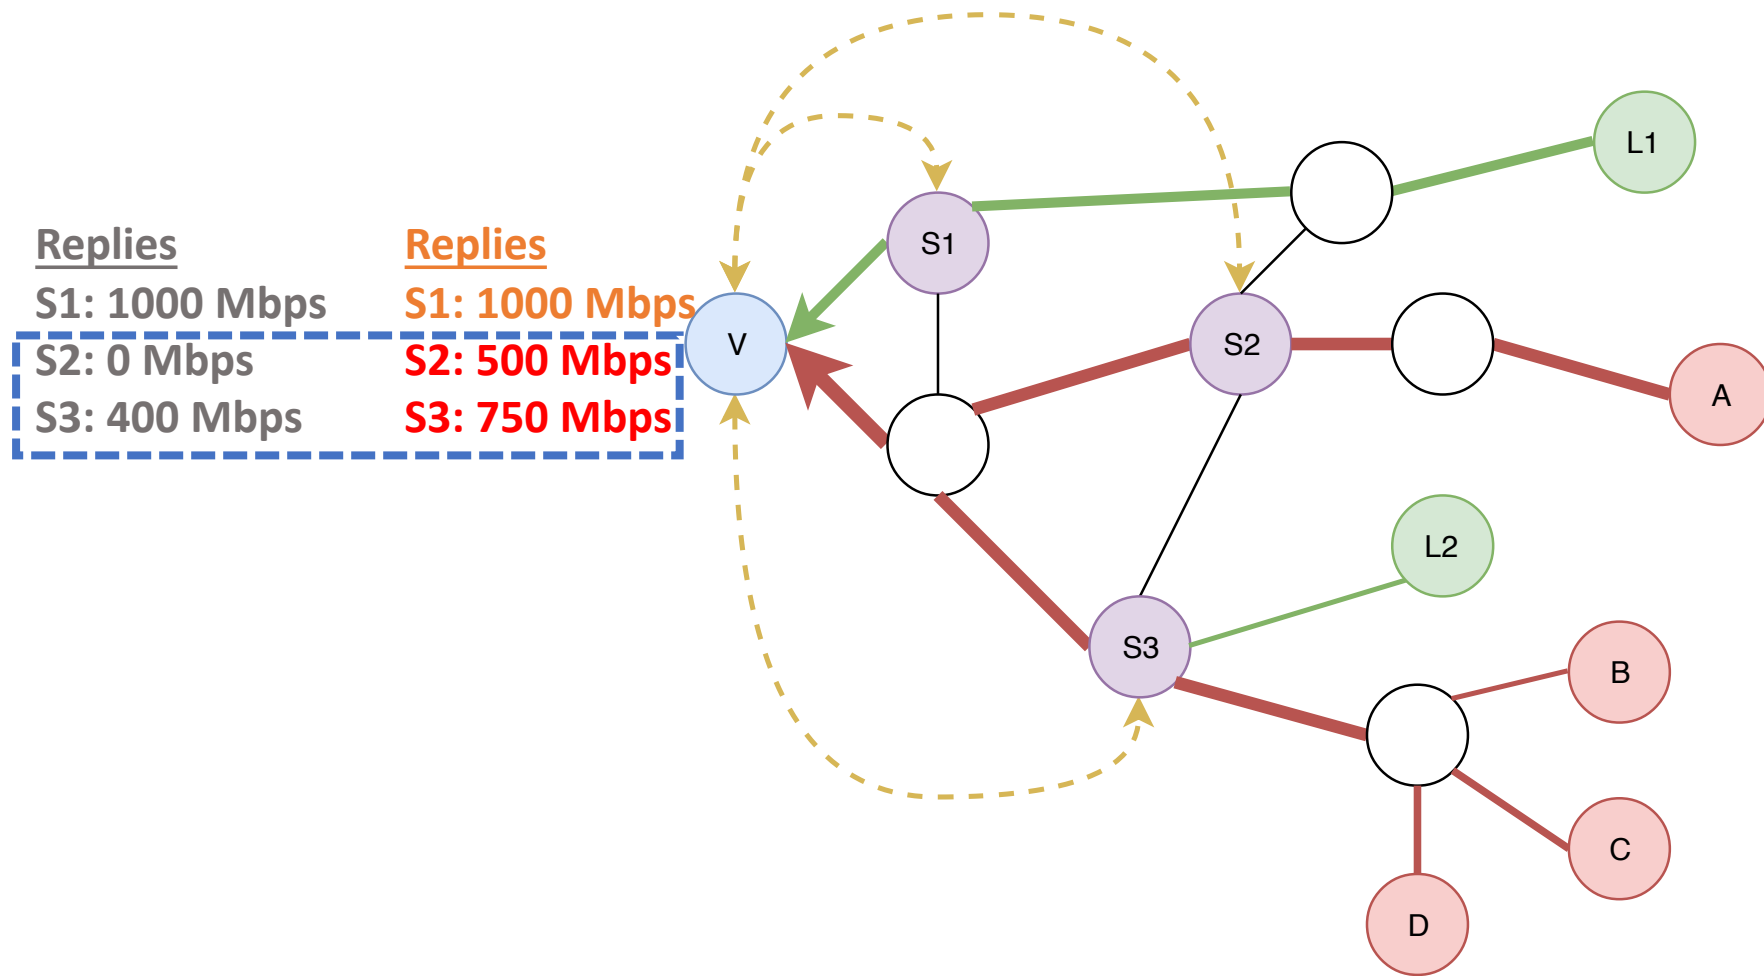 Replies
S1: 1000 Mbps
S2: 0 Mbps
S3: 400 Mbps
Replies
S1: 1000 Mbps
S2: 500 Mbps
S3: 750 Mbps
V
S1
S2
S3
L1
A
L2
B
C
D